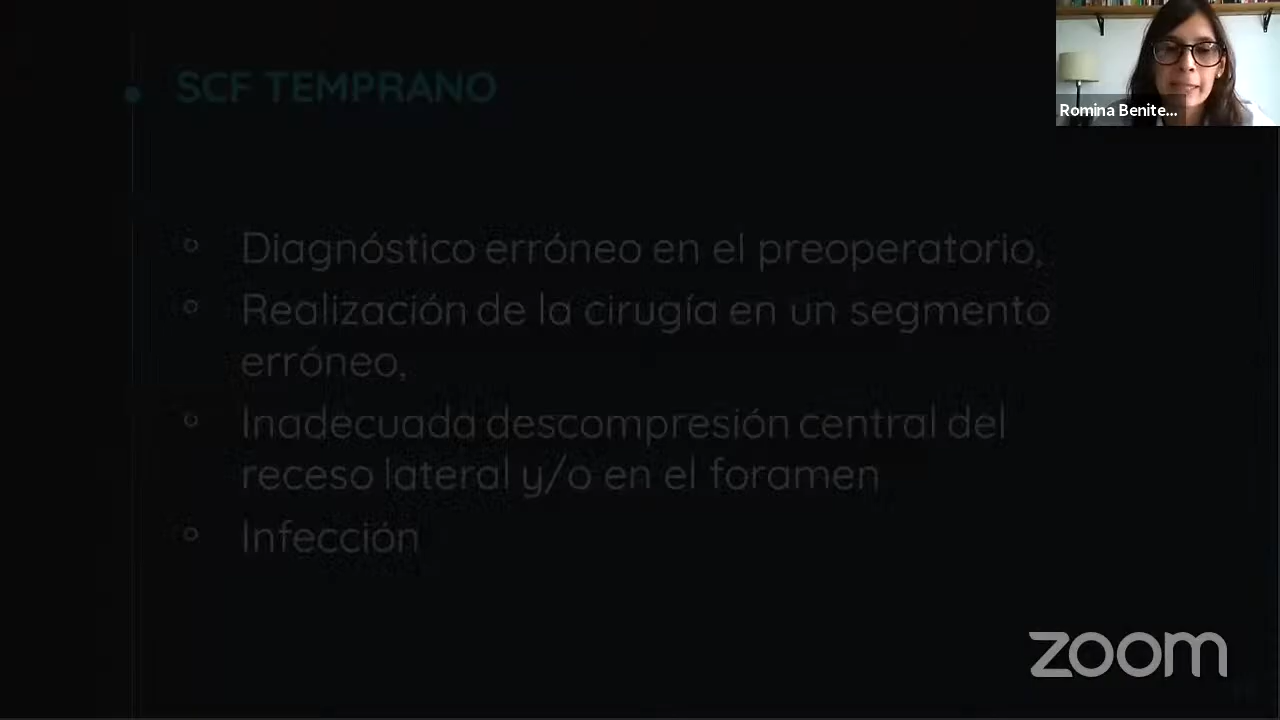 SCF TEMPRANO
Diagnóstico erróneo en el preoperatorio,
Realización de la cirugía en un segmento
erróneo,
Inadecuada descompresión central del
receso lateral y/o en el foramen
Infección
Romina Benite...
zoom